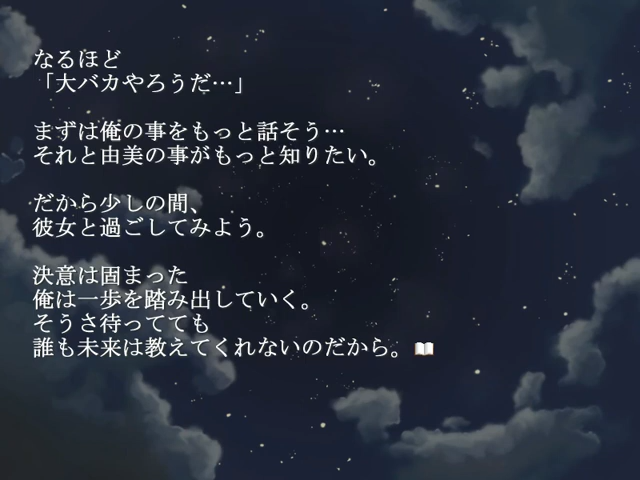 なるほど
「大バカやろうだ…」
まずは俺の事をもっと話そう…
それと由美の事がもっと知りたい。
だから少しの間、
彼女と過ごしてみよう。
決意は固まった
俺は一歩を踏み出していく。
そうさ待ってても
誰も未来は教えてくれないのだから。